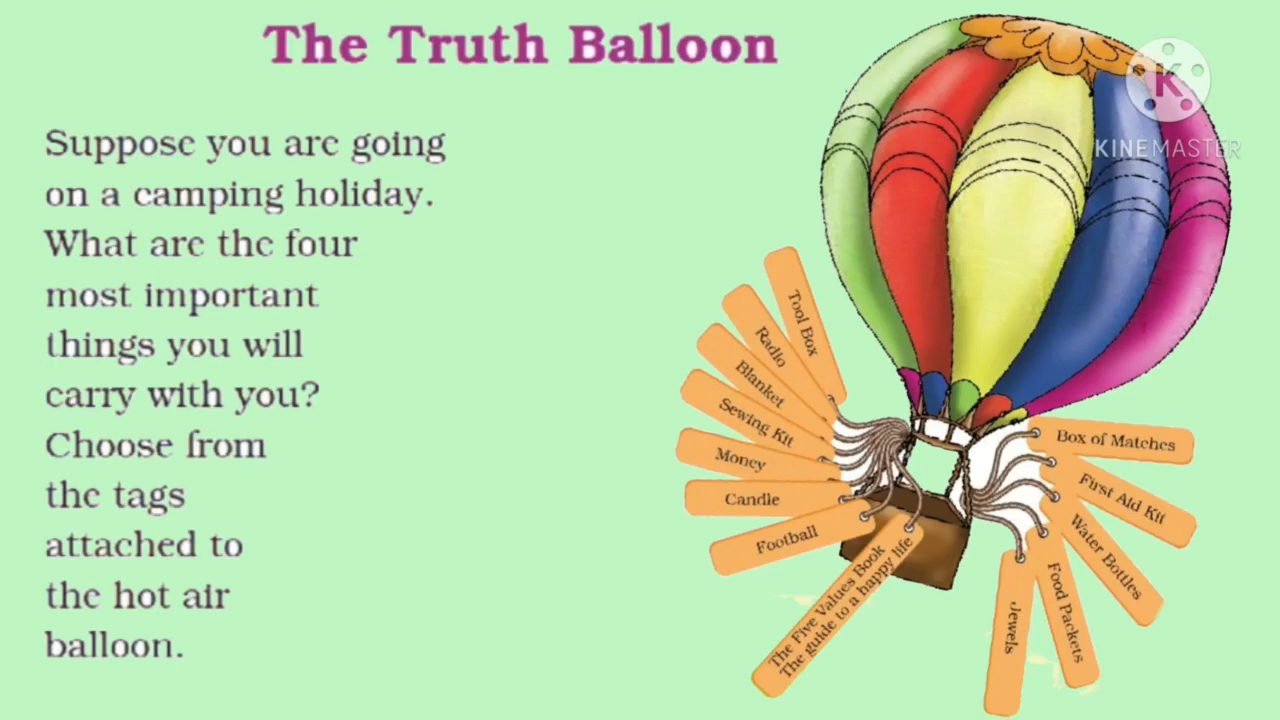 The Truth Balloon
Suppose you are going
on a camping holiday.
What are the four
most important
things you will
carry with you?
Choose from
the tags
attached to
the hot air
balloon.
K
KINEMASTER
Tool Box
Radio
Blanket
Sewing Kit
Money
Candle
Football
The Five Values Book
The guide to a happy life
Box of Matches
First Aid Kit
Water Bottles
Food Packets
Jewels